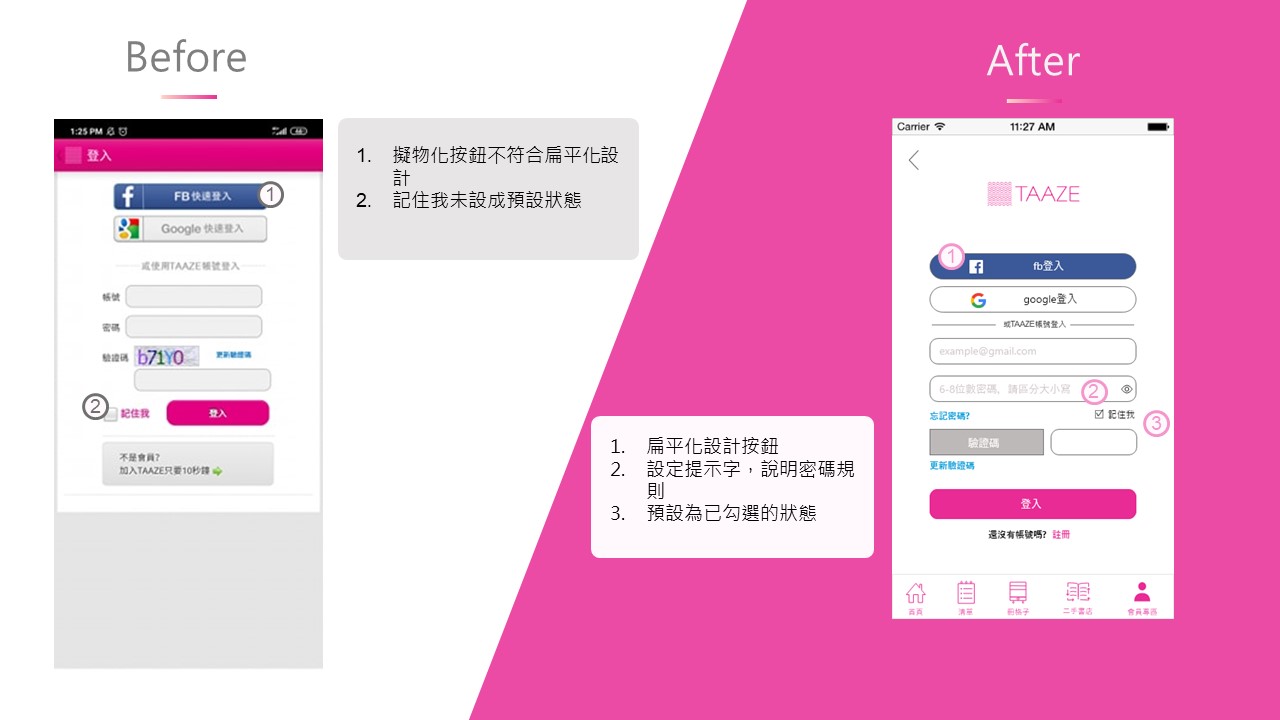 Before
After
1:25 PM
登入
FB快速登入
1
Google 快速登入
或使用TAAZE帳號登入
帳號
密碼
驗證碼
b71Y0
更新驗證碼
2
記住我
登入
不是會員?
加入TAAZE只要10秒鐘
1. 擬物化按鈕不符合扁平化設
計
2. 記住我未設成預設狀態
1. 扁平化設計按鈕
2. 設定提示字，說明密碼規
則
3. 預設為已勾選的狀態
Carrier
11:27 AM
TAAZE
1
fb登入
google登入
或TAAZE帳號登入
example@gmail.com
6-8位數密碼，請區分大小寫
2
忘記密碼?
記住我
3
驗證碼
更新驗證碼
登入
還沒有帳號嗎? 註冊
首頁
清單
二手書店
會員專區